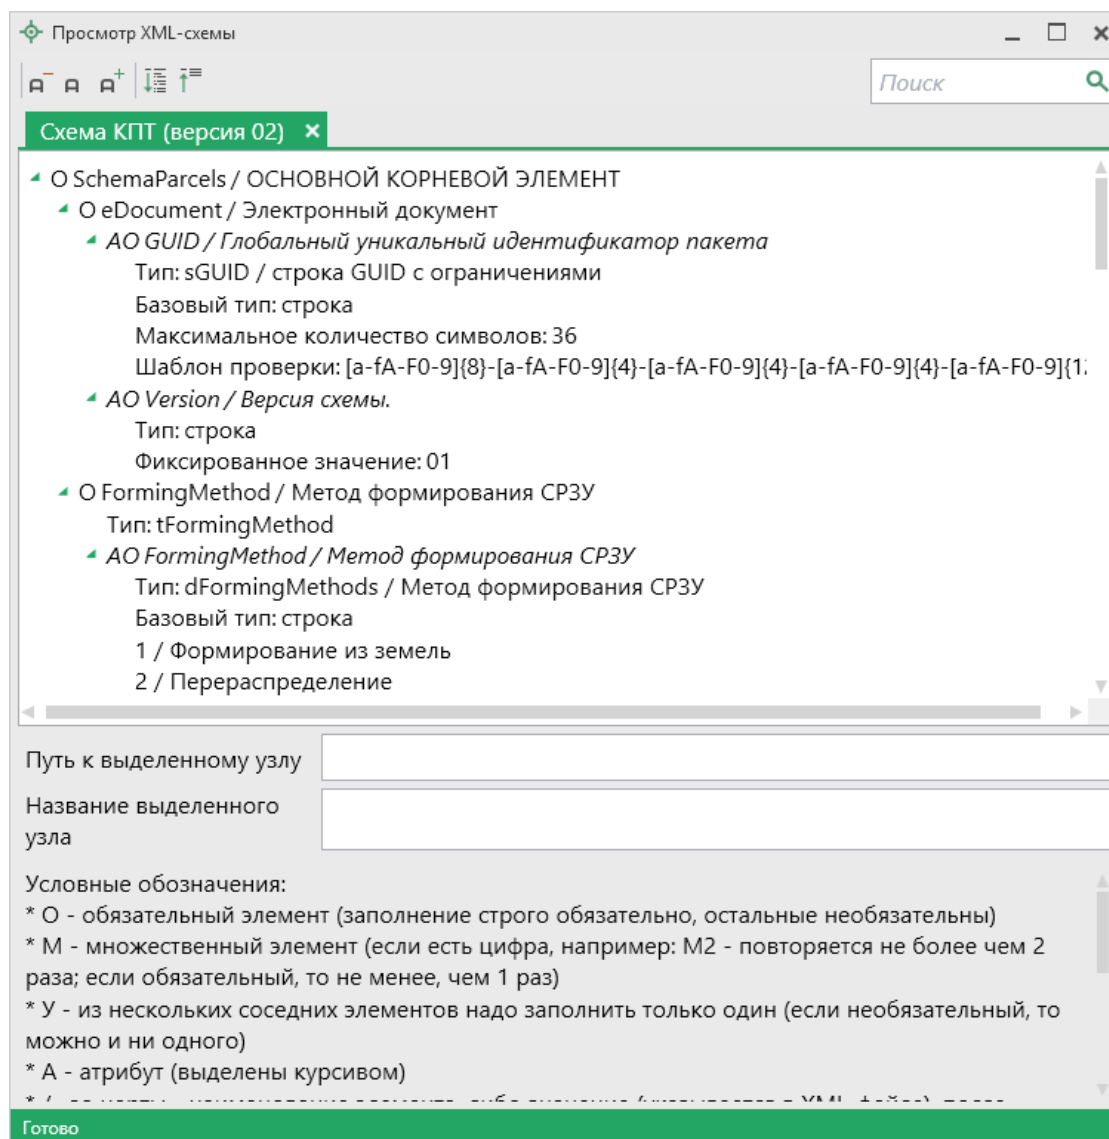 Просмотр XML-схемы
Поиск
Схема КПТ (версия 02)
О SchemaParcels / ОСНОВНОЙ КОРНЕВОЙ ЭЛЕМЕНТ
О eDocument / Электронный документ
АО GUID / Глобальный уникальный идентификатор пакета
Тип: sGUID / строка GUID с ограничениями
Базовый тип: строка
Максимальное количество символов: 36
Шаблон проверки: [a-fA-F0-9]{8}-[a-fA-F0-9]{4}-[a-fA-F0-9]{4}-[a-fA-F0-9]{4}-[a-fA-F0-9]{12
АО Version / Версия схемы.
Тип: строка
Фиксированное значение: 01
О FormingMethod / Метод формирования СРЗУ
Тип: tFormingMethod
АО FormingMethod / Метод формирования СРЗУ
Тип: dFormingMethods / Метод формирования СРЗУ
Базовый тип: строка
1 / Формирование из земель
2 / Перераспределение
Путь к выделенному узлу
Название выделенного
узла
Условные обозначения:
* О - обязательный элемент (заполнение строго обязательно, остальные необязательны)
* М - множественный элемент (если есть цифра, например: М2 - повторяется не более чем 2
раза; если обязательный, то не менее, чем 1 раз)
* У - из нескольких соседних элементов надо заполнить только один (если необязательный, то
можно и ни одного)
* А - атрибут (выделены курсивом)
Готово